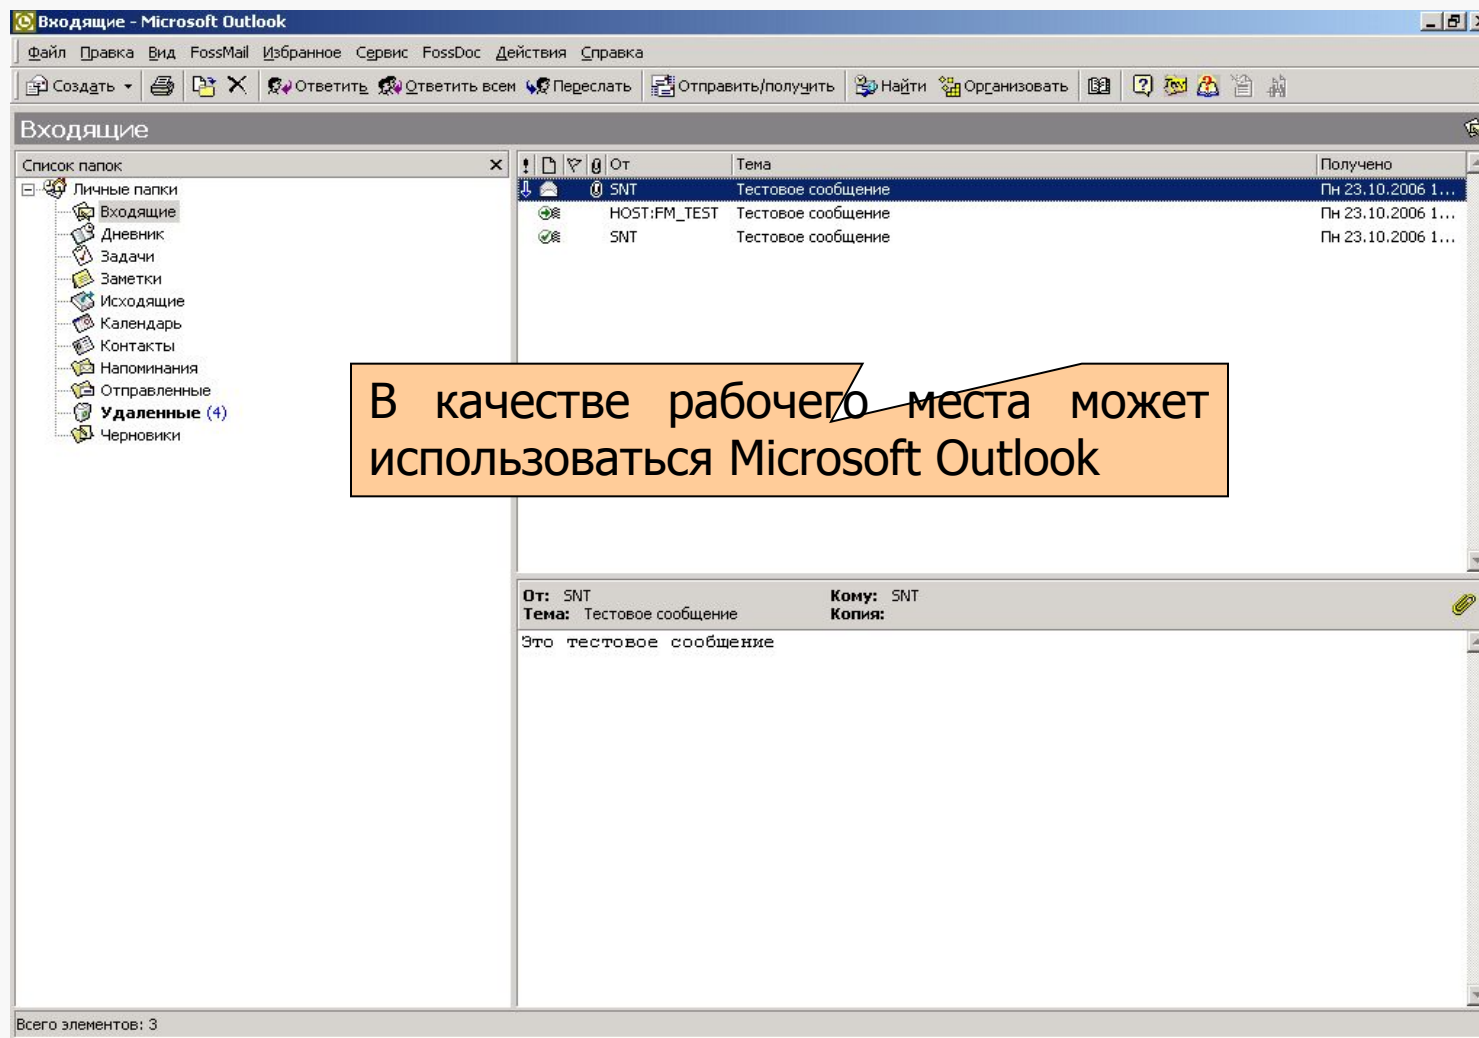 Входящие - Microsoft Outlook
Файл Правка Вид FossMail Избранное Сервис FossDoc Действия Справка
Создать Ответить Ответить всем Переслать Отправить/получить Найти Организовать
Входящие
Список папок
Личные папки
Входящие
Дневник
Задачи
Заметки
Исходящие
Календарь
Контакты
Напоминания
Отправленные
Удаленные (4)
Черновики
От Тема Получено
SNT Тестовое сообщение Пн 23.10.2006 1...
HOST:FM_TEST Тестовое сообщение Пн 23.10.2006 1...
SNT Тестовое сообщение Пн 23.10.2006 1...
В качестве рабочего места может
использоваться Microsoft Outlook
От: SNT Кому: SNT
Тема: Тестовое сообщение Копия:
Это тестовое сообщение
Всего элементов: 3